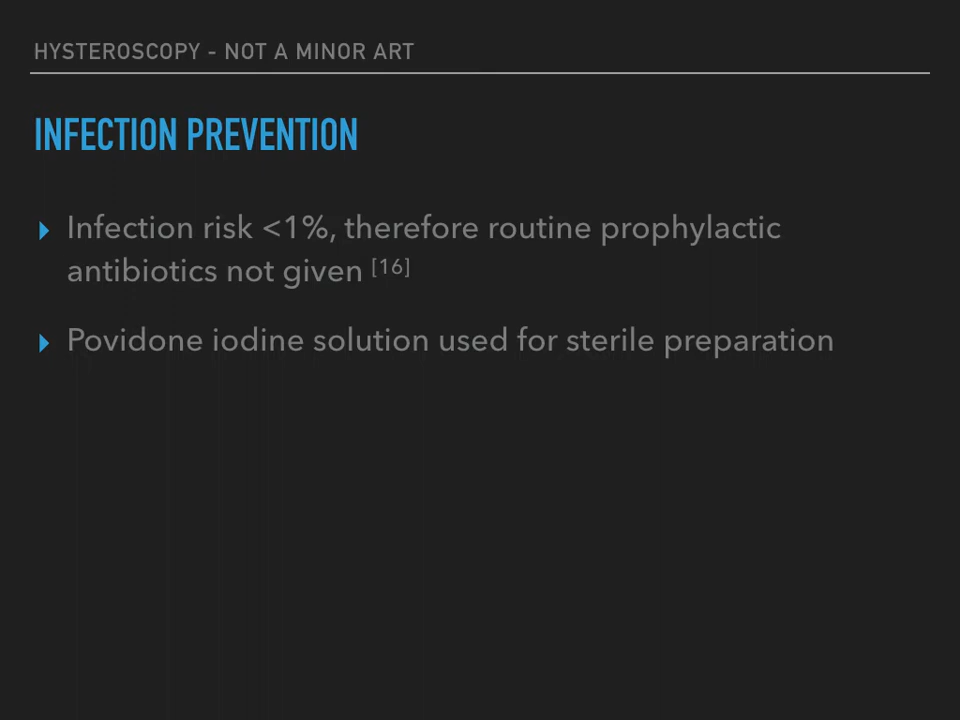 HYSTEROSCOPY - NOT A MINOR ART
INFECTION PREVENTION
▸ Infection risk <1%, therefore routine prophylactic
antibiotics not given [16]
▸ Povidone iodine solution used for sterile preparation